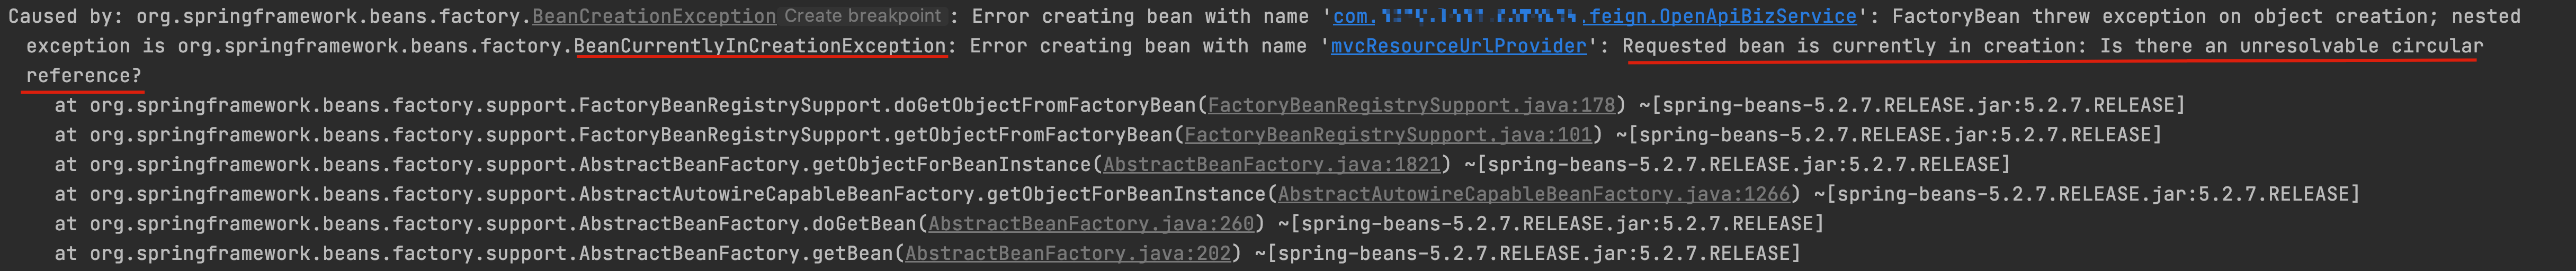 Caused by: org.springframework.beans.factory.BeanCreationException Create breakpoint : Error creating bean with name 'com. .feign.OpenApiBizService': FactoryBean threw exception on object creation; nested
exception is org.springframework.beans.factory.BeanCurrentlyInCreationException: Error creating bean with name 'mvcResourceUrlProvider': Requested bean is currently in creation: Is there an unresolvable circular
reference?
at org.springframework.beans.factory.support.FactoryBeanRegistrySupport.doGetObjectFromFactoryBean(FactoryBeanRegistrySupport.java:178) ~[spring-beans-5.2.7.RELEASE.jar:5.2.7.RELEASE]
at org.springframework.beans.factory.support.FactoryBeanRegistrySupport.getObjectFromFactoryBean(FactoryBeanRegistrySupport.java:101) ~[spring-beans-5.2.7.RELEASE.jar:5.2.7.RELEASE]
at org.springframework.beans.factory.support.AbstractBeanFactory.getObjectForBeanInstance(AbstractBeanFactory.java:1821) ~[spring-beans-5.2.7.RELEASE.jar:5.2.7.RELEASE]
at org.springframework.beans.factory.support.AbstractAutowireCapableBeanFactory.getObjectForBeanInstance(AbstractAutowireCapableBeanFactory.java:1266) ~[spring-beans-5.2.7.RELEASE.jar:5.2.7.RELEASE]
at org.springframework.beans.factory.support.AbstractBeanFactory.doGetBean(AbstractBeanFactory.java:260) ~[spring-beans-5.2.7.RELEASE.jar:5.2.7.RELEASE]
at org.springframework.beans.factory.support.AbstractBeanFactory.getBean(AbstractBeanFactory.java:202) ~[spring-beans-5.2.7.RELEASE.jar:5.2.7.RELEASE]